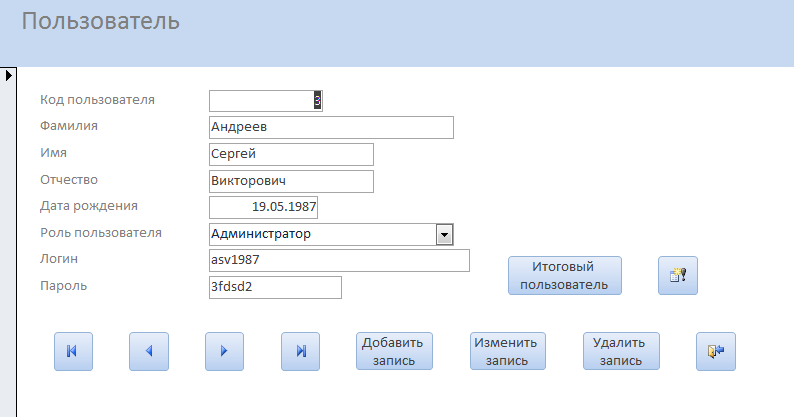 Пользователь
Код пользователя 3
Фамилия Андреев
Имя Сергей
Отчество Викторович
Дата рождения 19.05.1987
Роль пользователя Администратор
Логин asv1987
Пароль 3fdsd2
Итоговый
пользователь
Добавить
запись
Изменить
запись
Удалить
запись